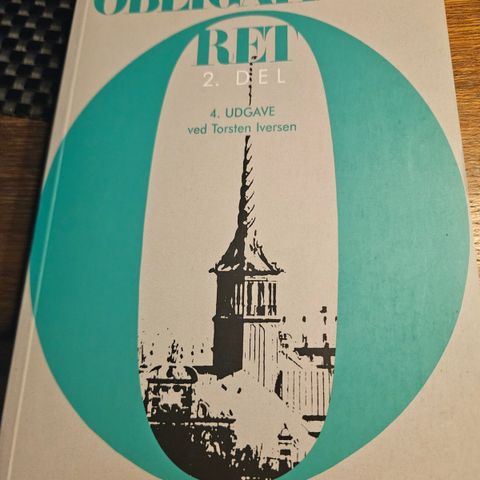 RET
2. DEL
4. UDGAVE
ved Torsten Iversen